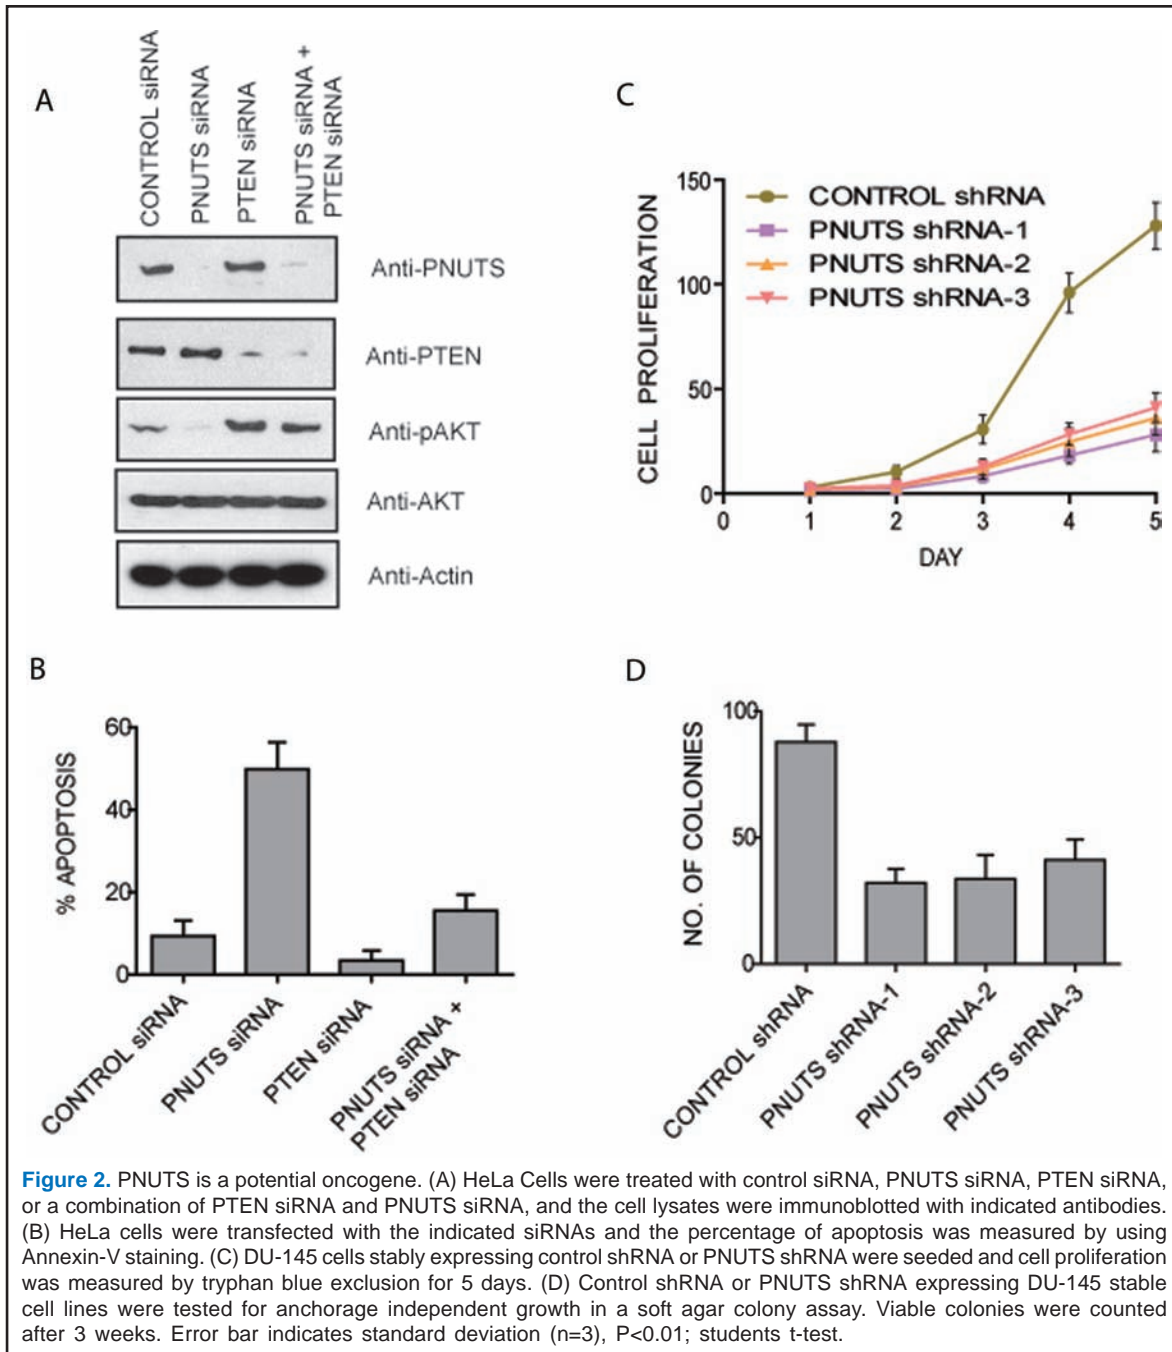 A
CONTROL siRNA
PNUTS siRNA
PTEN siRNA
PNUTS siRNA +
PTEN siRNA
Anti-PNUTS
Anti-PTEN
Anti-pAKT
Anti-AKT
Anti-Actin
C
CELL PROLIFERATION
150
100
50
0
CONTROL shRNA
PNUTS shRNA-1
PNUTS shRNA-2
PNUTS shRNA-3
0 1 2 3 4 5
DAY
B
% APOPTOSIS
60
40
20
0
CONTROL siRNA
PNUTS siRNA
PTEN siRNA
PNUTS siRNA +
PTEN siRNA
D
NO. OF COLONIES
100
50
0
CONTROL shRNA
PNUTS shRNA-1
PNUTS shRNA-2
PNUTS shRNA-3
Figure 2. PNUTS is a potential oncogene. (A) HeLa Cells were treated with control siRNA, PNUTS siRNA, PTEN siRNA,
or a combination of PTEN siRNA and PNUTS siRNA, and the cell lysates were immunoblotted with indicated antibodies.
(B) HeLa cells were transfected with the indicated siRNAs and the percentage of apoptosis was measured by using
Annexin-V staining. (C) DU-145 cells stably expressing control shRNA or PNUTS shRNA were seeded and cell proliferation
was measured by tryphan blue exclusion for 5 days. (D) Control shRNA or PNUTS shRNA expressing DU-145 stable
cell lines were tested for anchorage independent growth in a soft agar colony assay. Viable colonies were counted
after 3 weeks. Error bar indicates standard deviation (n=3), P<0.01; students t-test.